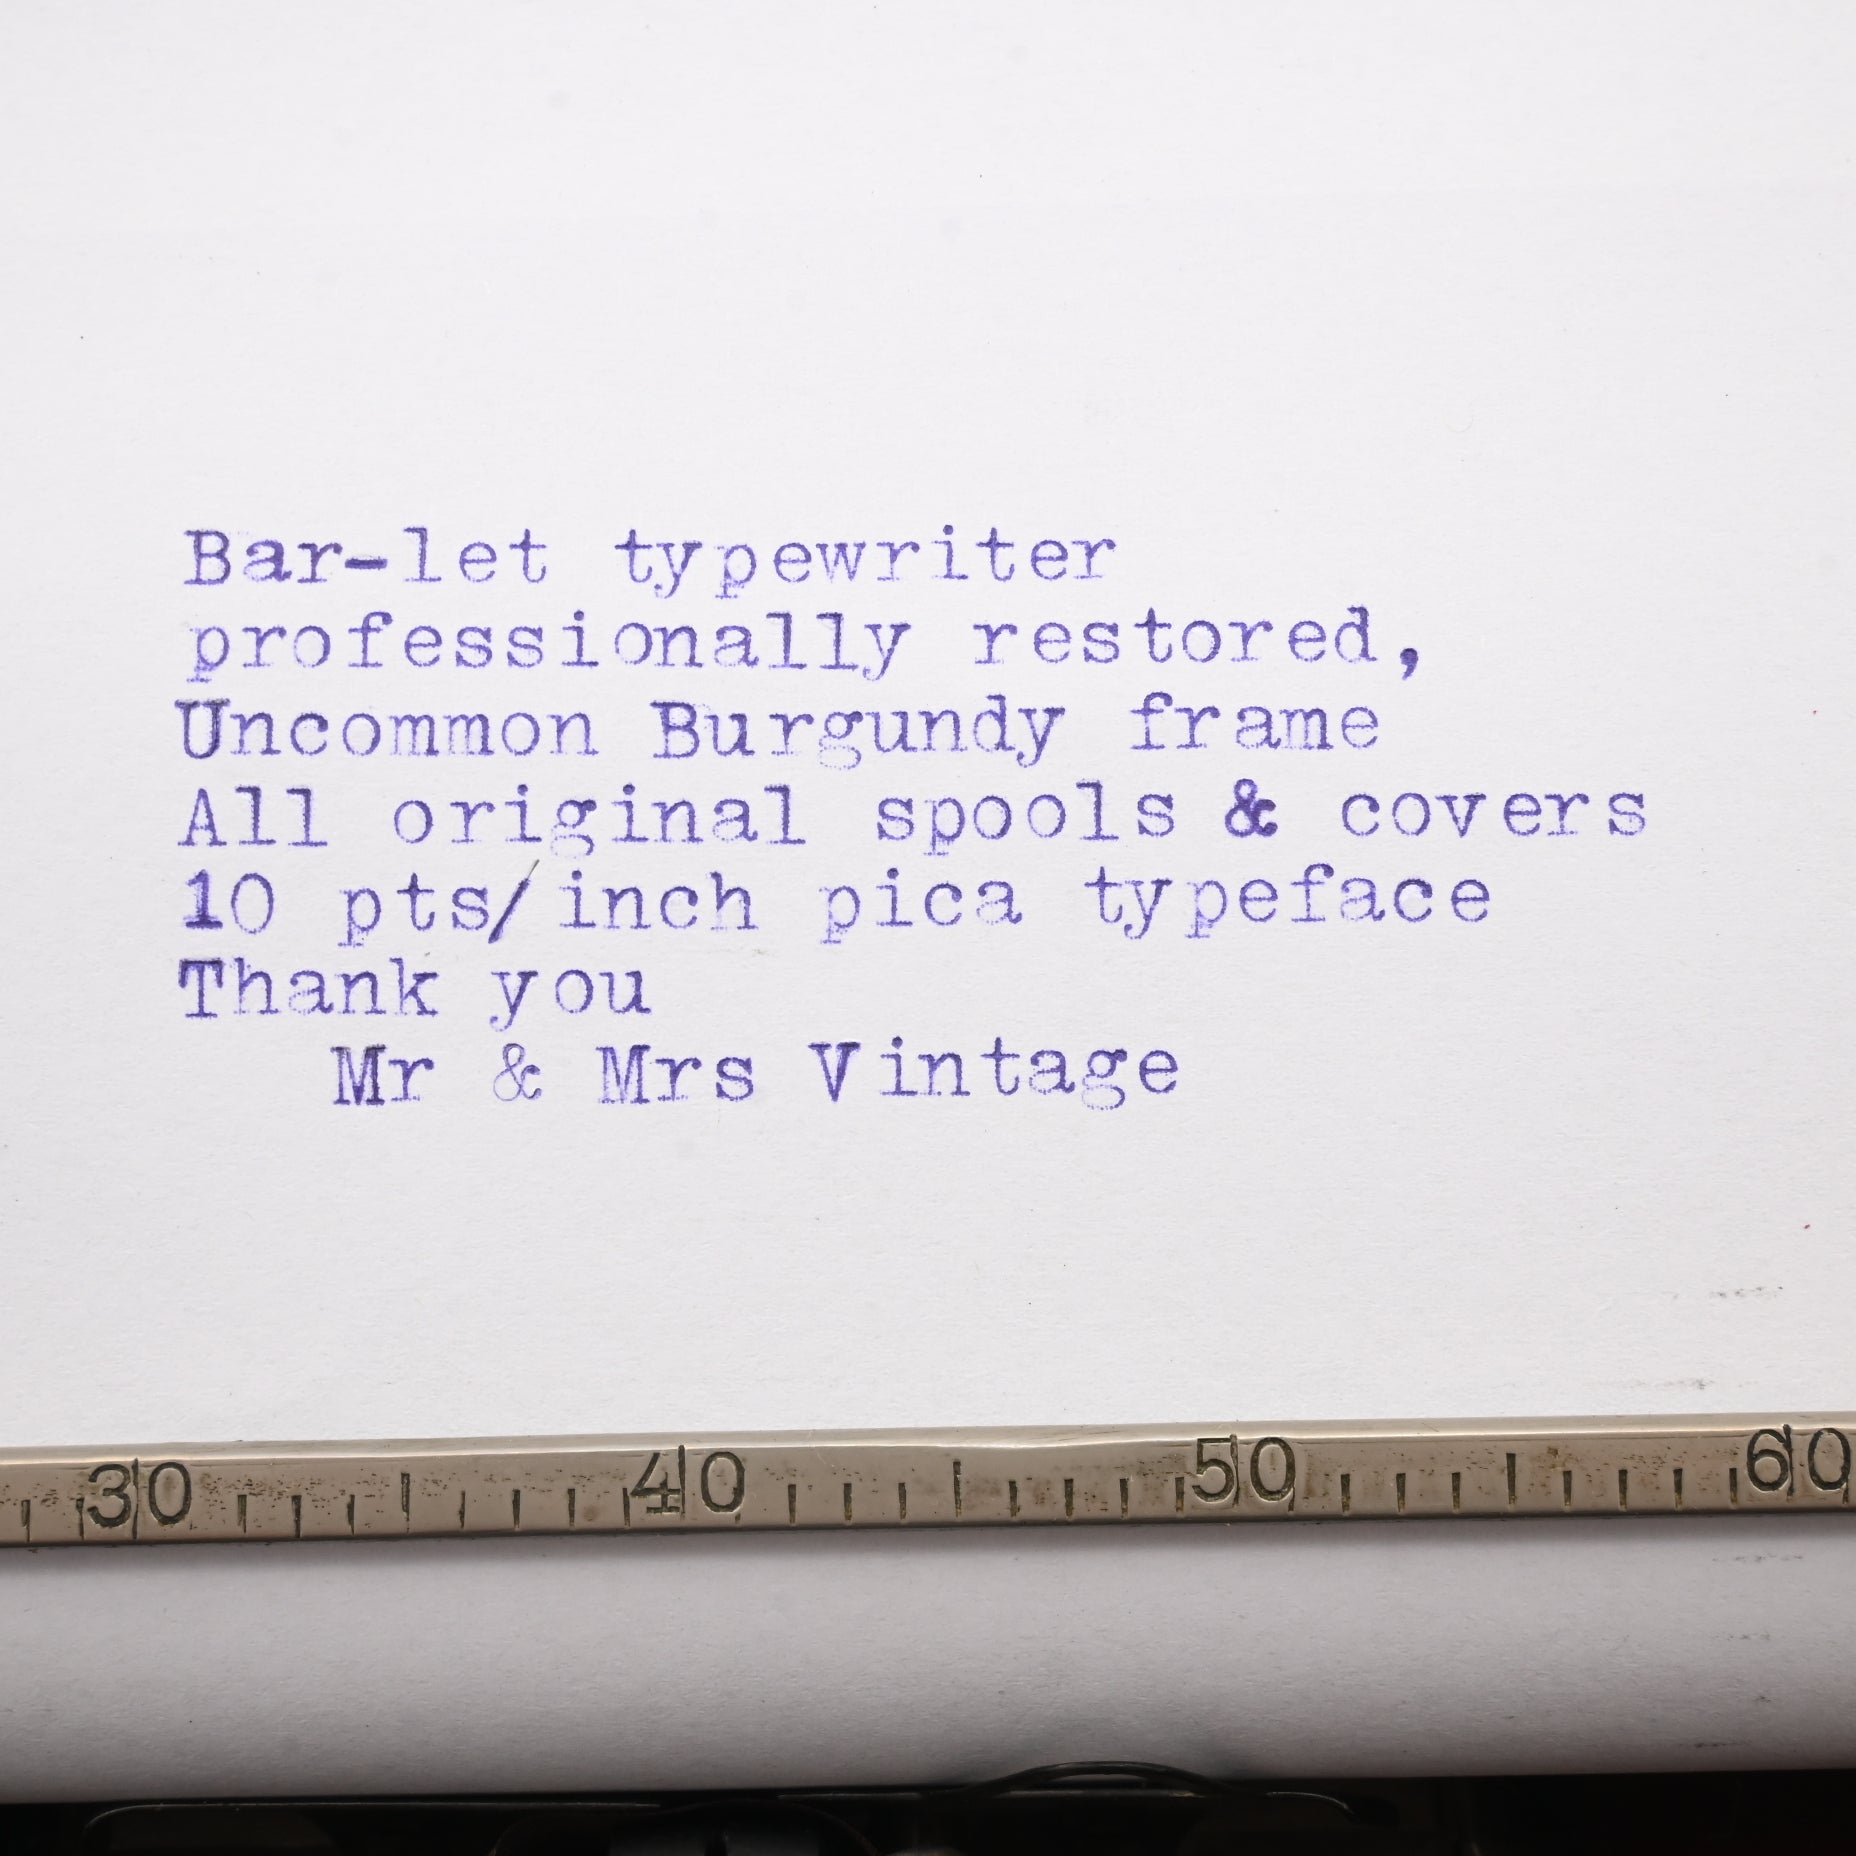 Bar-let typewriter
professionally restored,
Uncommon Burgundy frame
All original spools & covers
10 pts/inch pica typeface
Thank you
Mr & Mrs Vintage
30 40 50 60